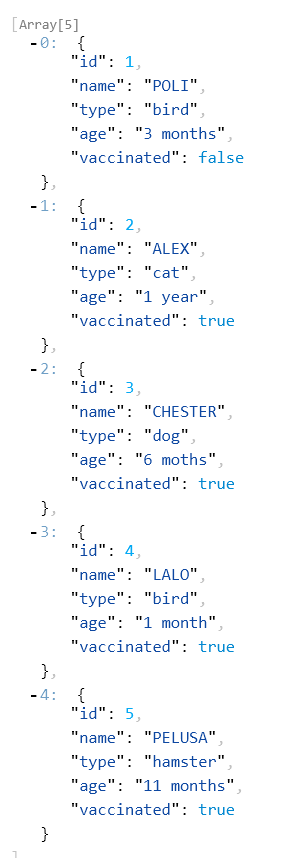 [Array[5]
-0: {
"id": 1,
"name": "POLI",
"type": "bird",
"age": "3 months",
"vaccinated": false
},
-1: {
"id": 2,
"name": "ALEX",
"type": "cat",
"age": "1 year",
"vaccinated": true
},
-2: {
"id": 3,
"name": "CHESTER",
"type": "dog",
"age": "6 moths",
"vaccinated": true
},
-3: {
"id": 4,
"name": "LALO",
"type": "bird",
"age": "1 month",
"vaccinated": true
},
-4: {
"id": 5,
"name": "PELUSA",
"type": "hamster",
"age": "11 months",
"vaccinated": true
}
]